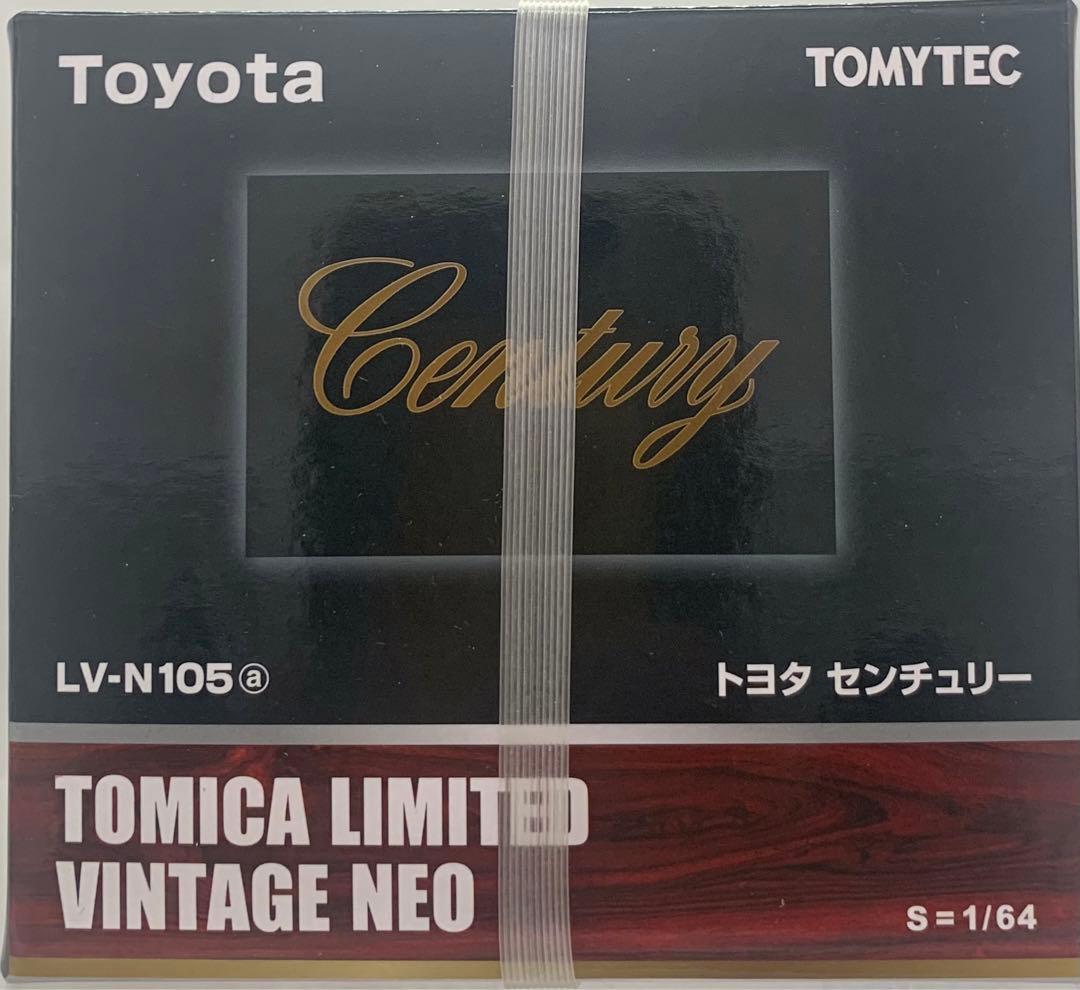 Toyota
TOMYTEC
Century
LV-N105ⓐ
トヨタ センチュリー
TOMICA LIMITED
VINTAGE NEO
S=1/64